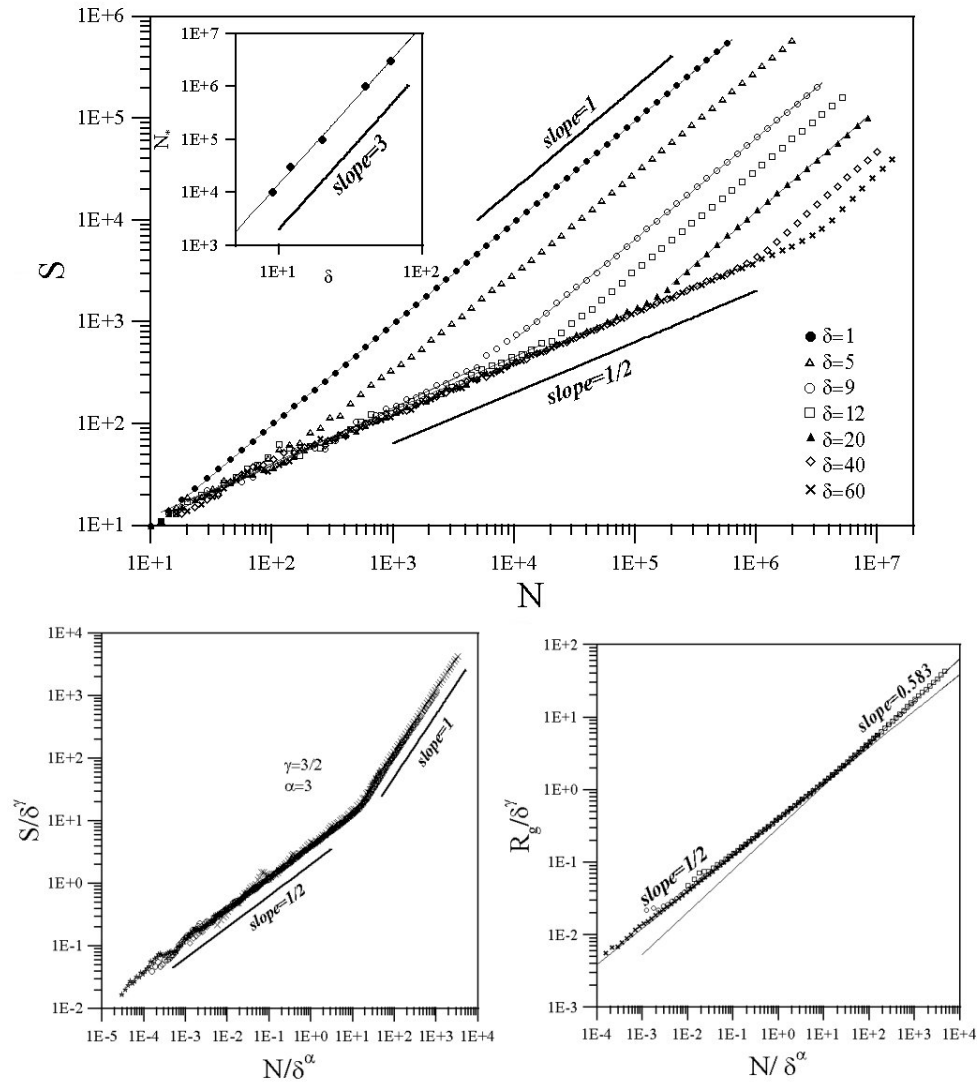 1E+6
1E+5
1E+4
1E+3
1E+2
1E+1
S
1E+1
1E+2
1E+3
1E+4
1E+5
1E+6
1E+7
N
1E+7
1E+6
1E+5
1E+4
1E+3
N*
1E+1
δ
1E+2
slope=3
slope=1
slope=1/2
δ=1
δ=5
δ=9
δ=12
δ=20
δ=40
δ=60
1E+4
1E+3
1E+2
1E+1
1E+0
1E-1
1E-2
S/δ^γ
γ=3/2
α=3
slope=1
slope=1/2
1E-5
1E-4
1E-3
1E-2
1E-1
1E+0
1E+1
1E+2
1E+3
1E+4
N/δ^α
1E+2
1E+1
1E+0
1E-1
1E-2
1E-3
R_g/δ^γ
slope=0.583
slope=1/2
1E-4
1E-3
1E-2
1E-1
1E+0
1E+1
1E+2
1E+3
1E+4
N/ δ^α